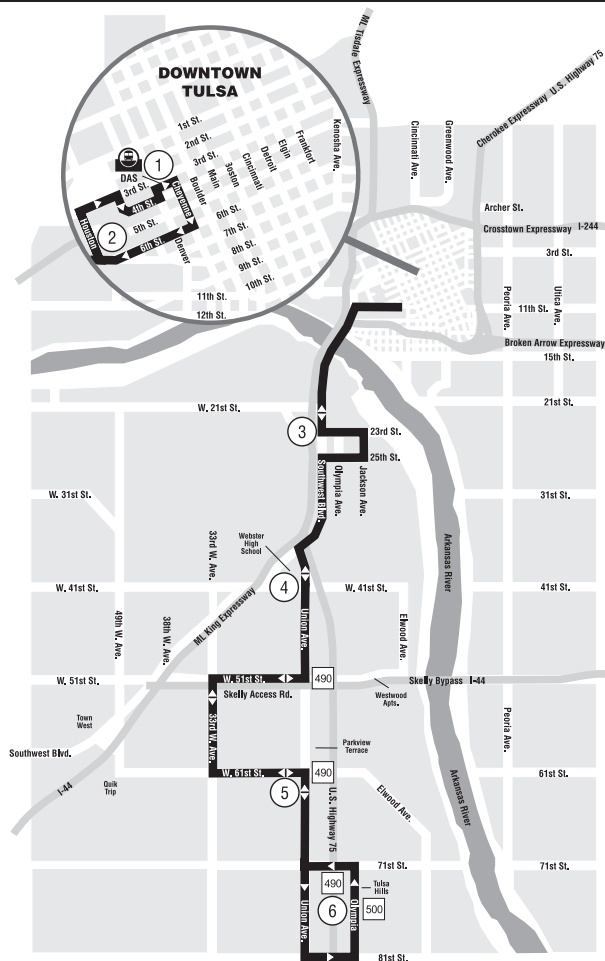 DOWNTOWN
TULSA
1st St.
2nd St.
3rd St.
DAS
1
3rd St.
4th St.
5th St.
6th St.
Houston
2
Cheyenne
Denver
Boulder
Main
Boston
Cincinnati
Detroit
Elgin
Frankfort
6th St.
7th St.
8th St.
9th St.
10th St.
11th St.
12th St.
Kenosha Ave.
ML Tisdale Expressway
Cincinnati Ave.
Greenwood Ave.
Cherokee Expressway U.S. Highway 75
Archer St.
Crosstown Expressway I-244
3rd St.
Peoria Ave.
11th St.
Utica Ave.
Broken Arrow Expressway
15th St.
W. 21st St.
21st St.
3
23rd St.
25th St.
Southwest Blvd.
Olympia Ave.
Jackson Ave.
W. 31st St.
31st St.
33rd W. Ave.
Webster
High
School
Arkansas River
W. 41st St.
4
W. 41st St.
41st St.
49th W. Ave.
38th W. Ave.
ML King Expressway
Union Ave.
Elwood Ave.
W. 51st St.
W. 51st St.
490
Skelly Bypass I-44
Skelly Access Rd.
Westwood
Apts.
Town
West
33rd W. Ave.
Peoria Ave.
Southwest Blvd.
Parkview
Terrace
I-44
Quik
Trip
W. 61st St.
490
61st St.
5
U.S. Highway 75
Elwood Ave.
Arkansas River
71st St.
71st St.
490
Tulsa
Hills
Union Ave.
6
Olympia
500
81st St.